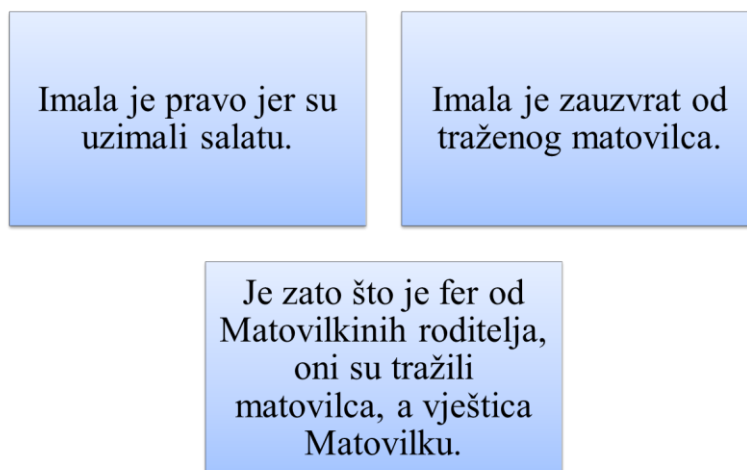 Imala je pravo jer su
uzimali salatu.
Imala je zauzvrat od
traženog matovilca.
Je zato što je fer od
Matovilkinih roditelja,
oni su tražili
matovilca, a vještica
Matovilku.